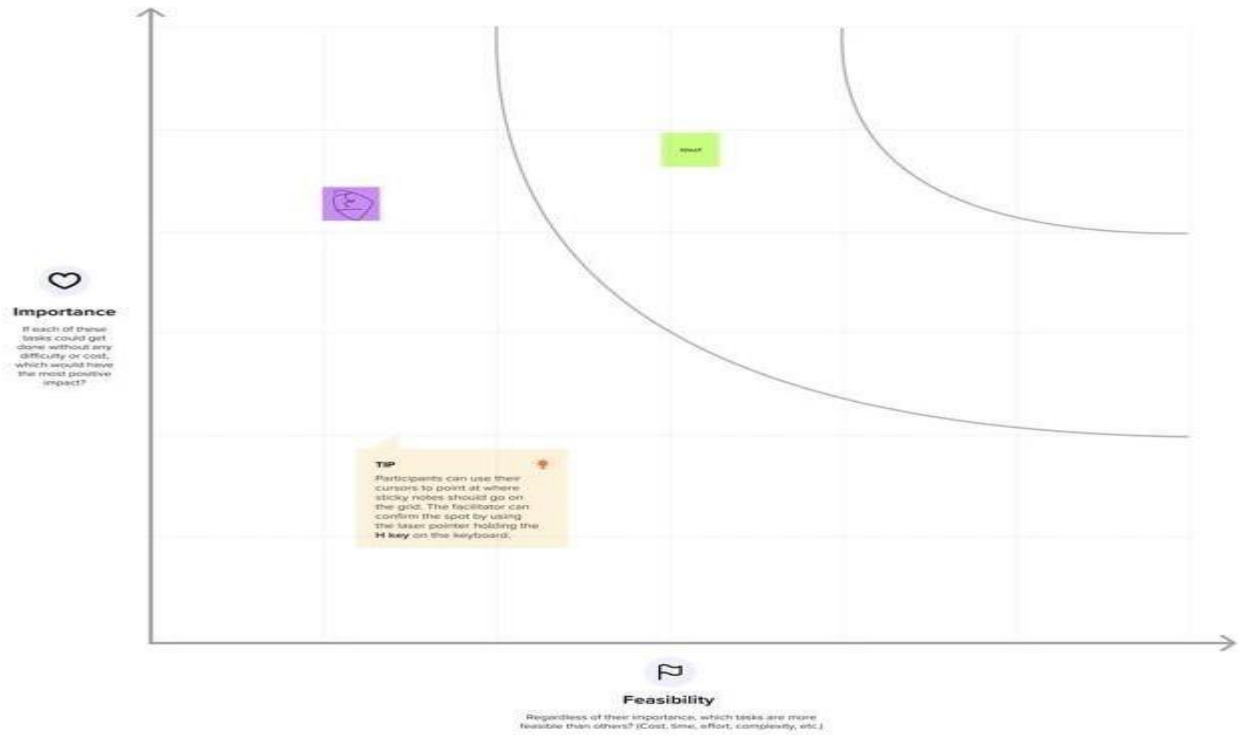 Importance
If each of these
tasks could get
done without any
difficulty or cost,
which would have
the most positive
impact?
TIP
Participants can use their
cursors to point at where
sticky notes should go on
the grid. The facilitator can
confirm the spot by using
the laser pointer holding the
H key on the keyboard.
Feasibility
Regardless of their importance, which tasks are more
feasible than others? (Cost, time, effort, complexity, etc.)